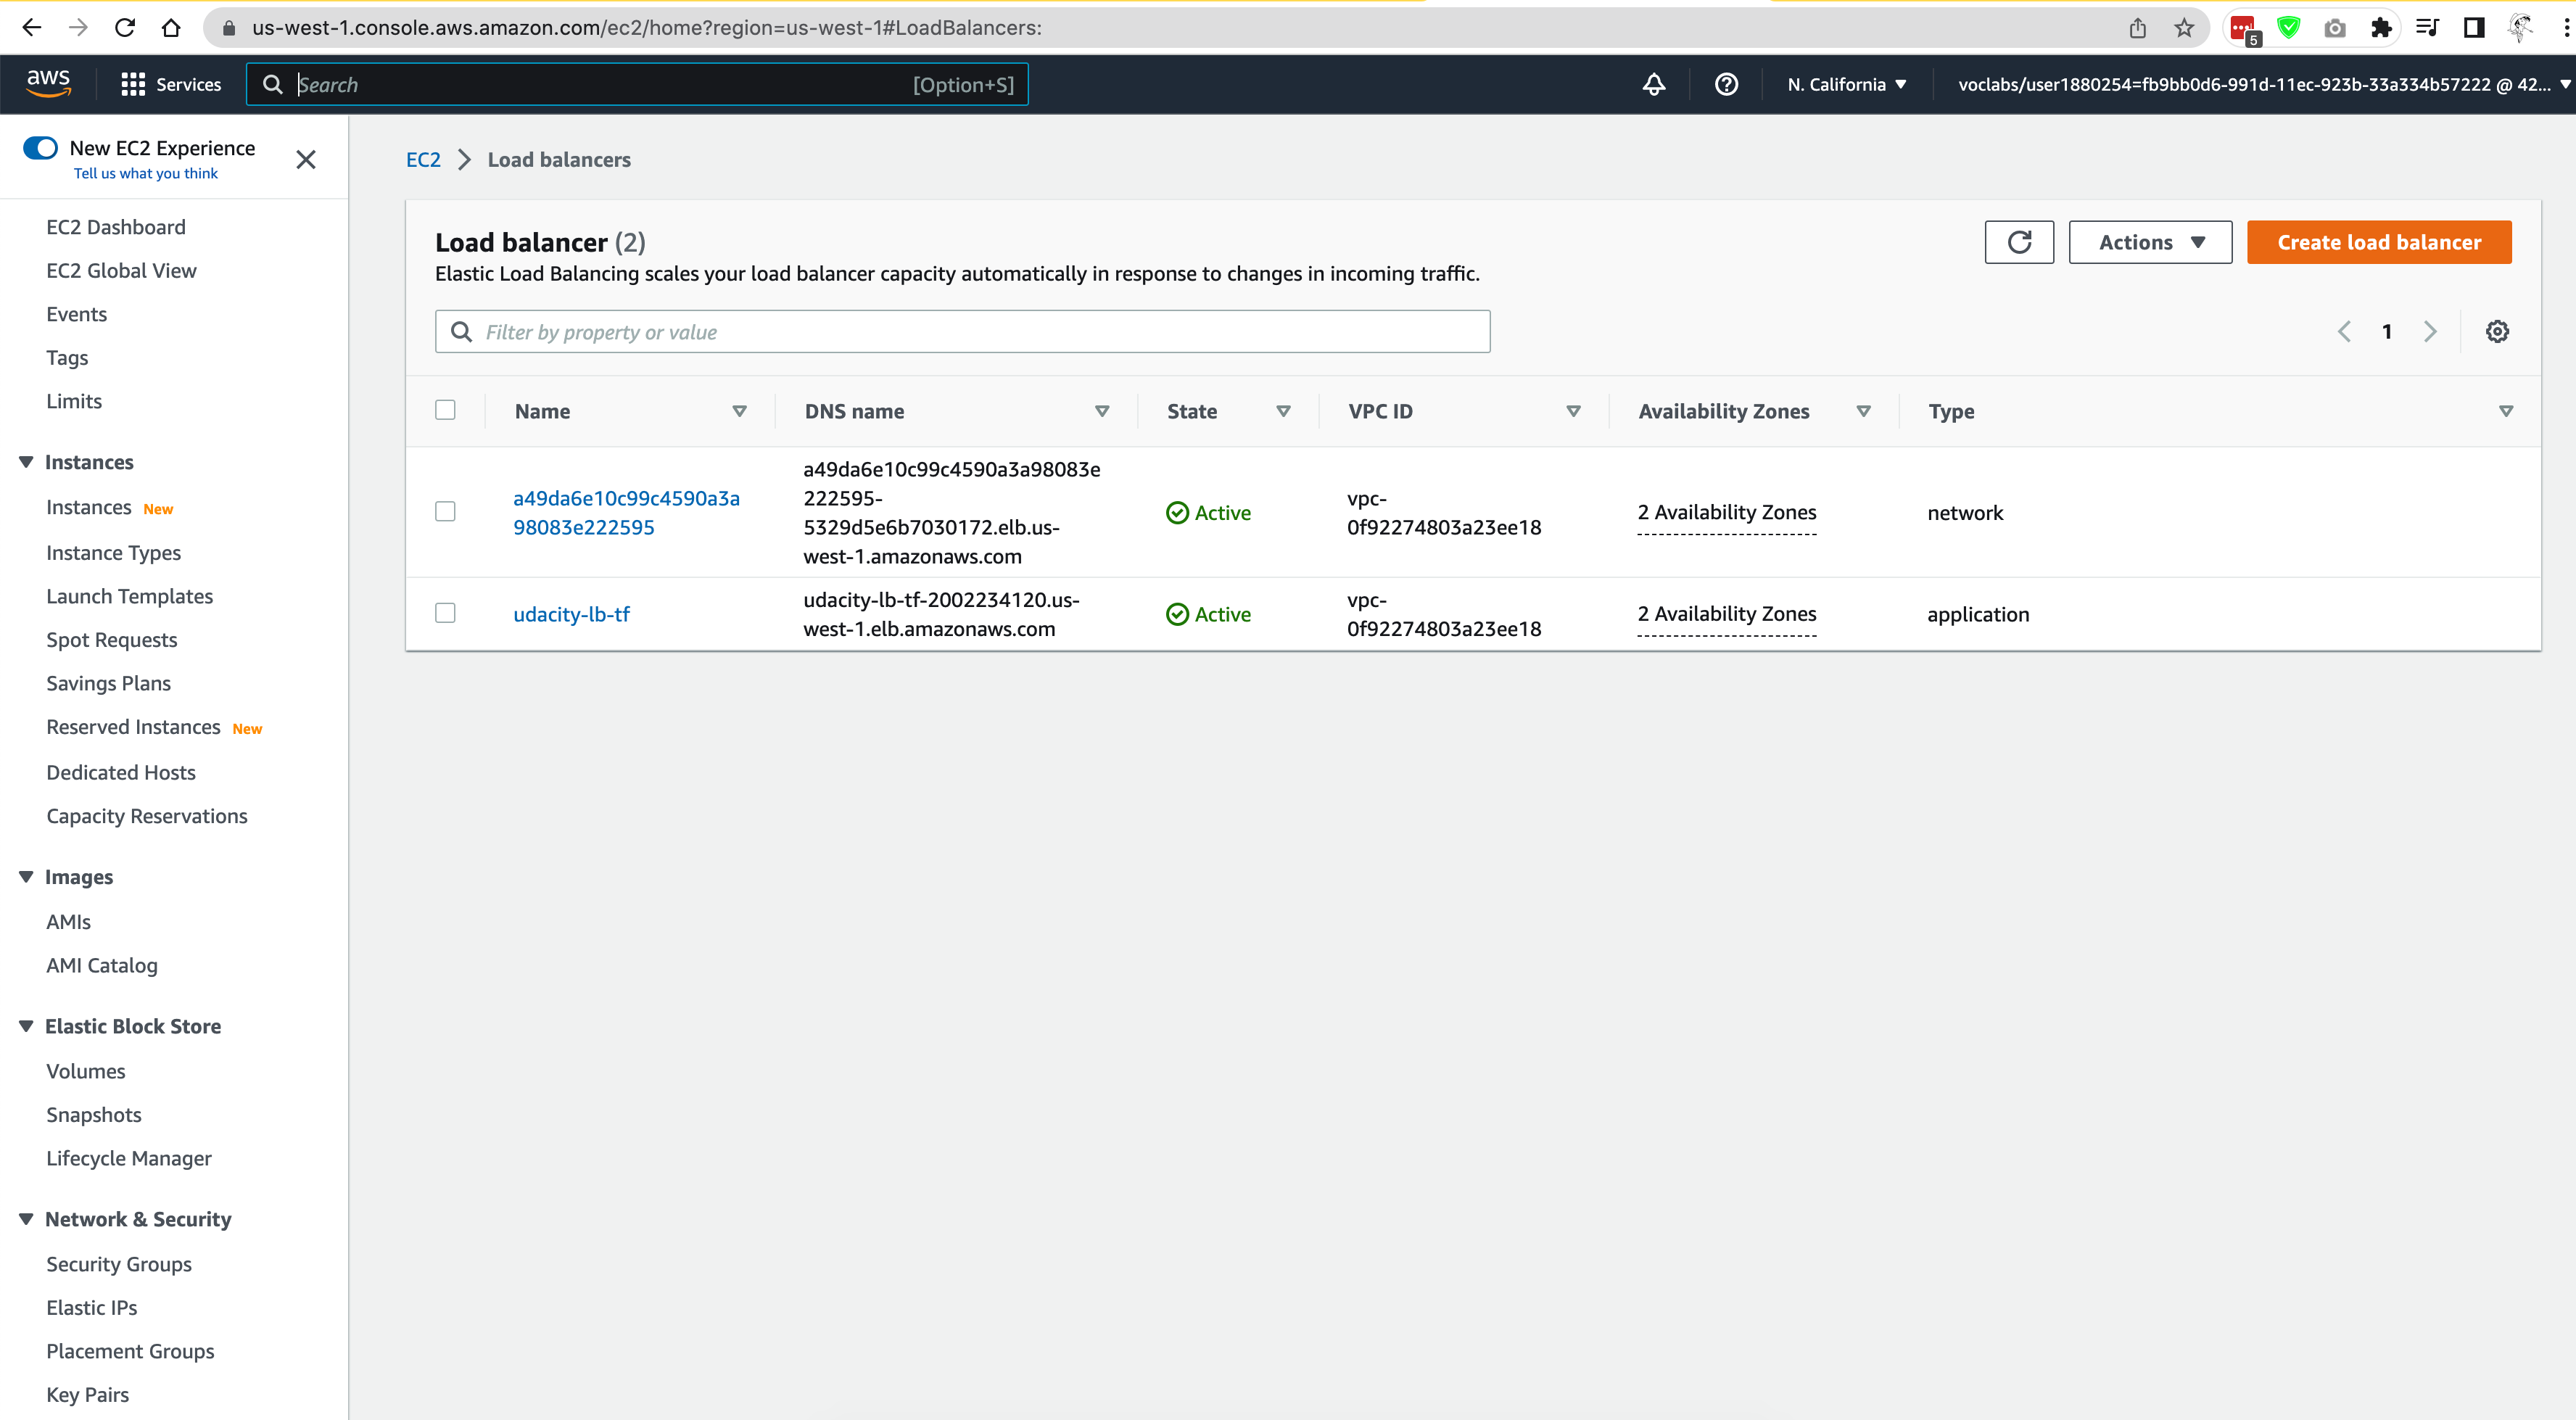 us-west-1.console.aws.amazon.com/ec2/home?region=us-west-1#LoadBalancers:
5
aws
Services
Search
[Option+S]
N. California
voclabs/user1880254=fb9bb0d6-991d-11ec-923b-33a334b57222 @ 42...
New EC2 Experience
Tell us what you think
EC2 Dashboard
EC2 Global View
Events
Tags
Limits
Instances
Instances New
Instance Types
Launch Templates
Spot Requests
Savings Plans
Reserved Instances New
Dedicated Hosts
Capacity Reservations
Images
AMIs
AMI Catalog
Elastic Block Store
Volumes
Snapshots
Lifecycle Manager
Network & Security
Security Groups
Elastic IPs
Placement Groups
Key Pairs
EC2 > Load balancers
Load balancer (2)
Elastic Load Balancing scales your load balancer capacity automatically in response to changes in incoming traffic.
Actions
Create load balancer
Filter by property or value
1
Name
DNS name
State
VPC ID
Availability Zones
Type
a49da6e10c99c4590a3a
98083e222595
a49da6e10c99c4590a3a98083e
222595-
5329d5e6b7030172.elb.us-
west-1.amazonaws.com
Active
vpc-
0f92274803a23ee18
2 Availability Zones
network
udacity-lb-tf
udacity-lb-tf-2002234120.us-
west-1.elb.amazonaws.com
Active
vpc-
0f92274803a23ee18
2 Availability Zones
application